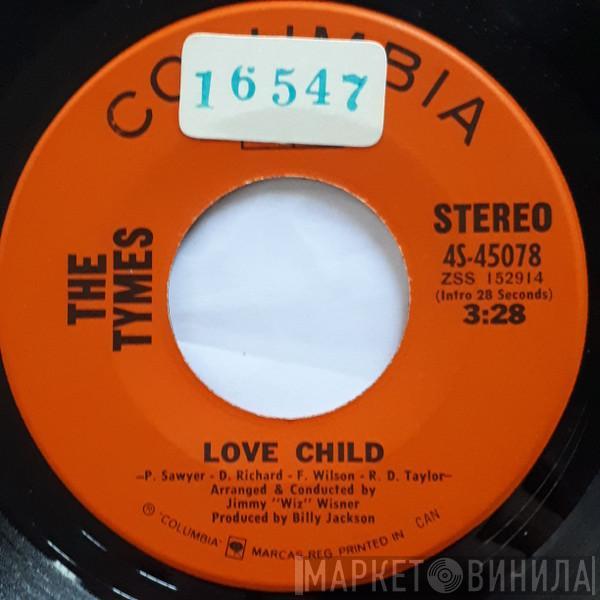 COLUMBIA
16547
THE
TYMES
STEREO
4S-45078
ZSS 152914
(Intro 28 Seconds)
3:28
LOVE CHILD
-P. Sawyer - D. Richard - F. Wilson - R. D. Taylor-
Arranged & Conducted by
Jimmy "Wiz" Wisner
Produced by Billy Jackson
® "COLUMBIA" MARCAS REG. PRINTED IN CAN
МАРКЕТ ВИНИЛА